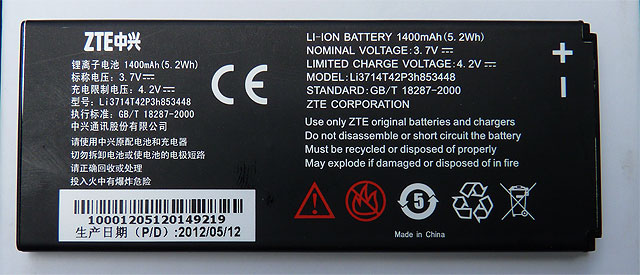 ZTE中兴
锂离子电池 1400mAh(5.2Wh)
标称电压: 3.7V⎓
充电限制电压: 4.2V⎓
型号: Li3714T42P3h853448
执行标准: GB/T 18287-2000
中兴通讯股份有限公司
请使用中兴原配电池和充电器
切勿拆卸电池或使电池的电极短路
请正确回收或处理
投入火中有爆炸危险
10001205120149219
生产日期 (P/D):2012/05/12
CE
LI-ION BATTERY 1400mAh(5.2Wh)
NOMINAL VOLTAGE: 3.7V⎓
LIMITED CHARGE VOLTAGE: 4.2V⎓
MODEL:Li3714T42P3h853448
STANDARD:GB/T 18287-2000
ZTE CORPORATION
Use only ZTE original batteries and chargers
Do not disassemble or short circuit the battery
Must be recycled or disposed of properly
May explode if damaged or disposed of in fire
5
Made in China
+
–